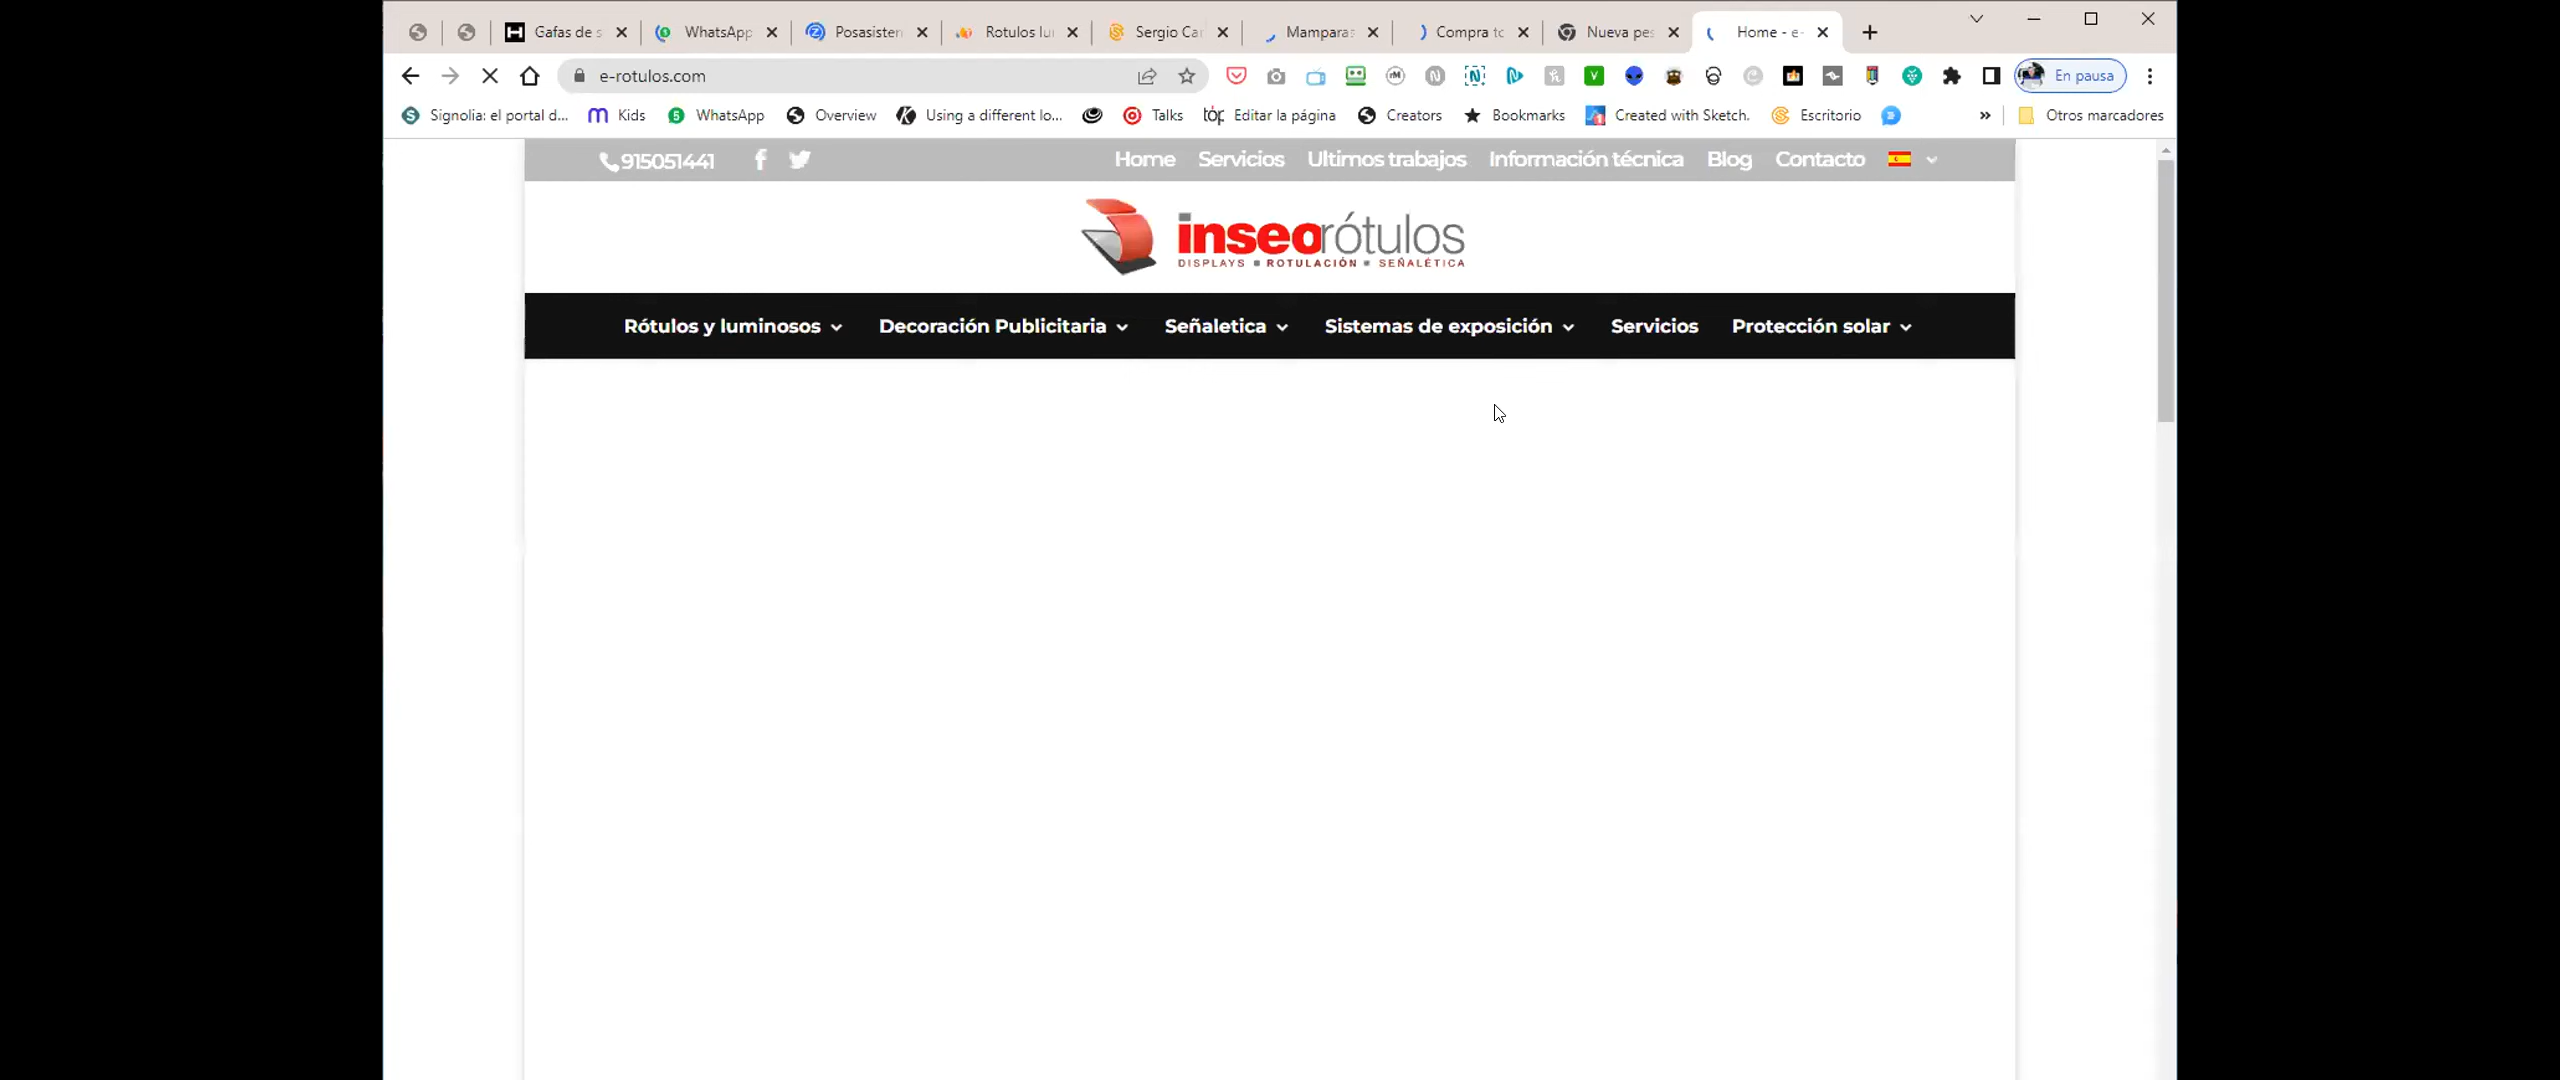 Gafas de s
WhatsApp
Posasisten
Rotulos lu
Sergio Ca
Mamparas
Compra to
Nueva pes
Home - e-
e-rotulos.com
En pausa
Signolia: el portal d...
Kids
WhatsApp
Overview
Using a different lo...
Talks
Editar la página
Creators
Bookmarks
Created with Sketch.
Escritorio
»
Otros marcadores
915051441
Home Servicios Ultimos trabajos Información técnica Blog Contacto
insearótulos
DISPLAYS ■ ROTULACIÓN ■ SEÑALÉTICA
Rótulos y luminosos Decoración Publicitaria Señaletica Sistemas de exposición Servicios Protección solar